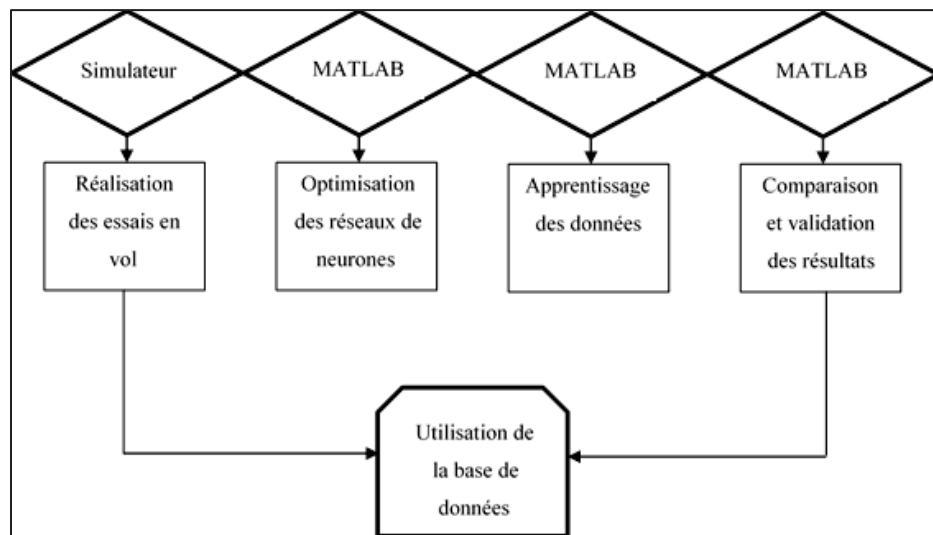 Simulateur
MATLAB
MATLAB
MATLAB
Réalisation
des essais en
vol
Optimisation
des réseaux de
neurones
Apprentissage
des données
Comparaison
et validation
des résultats
Utilisation de
la base de
données